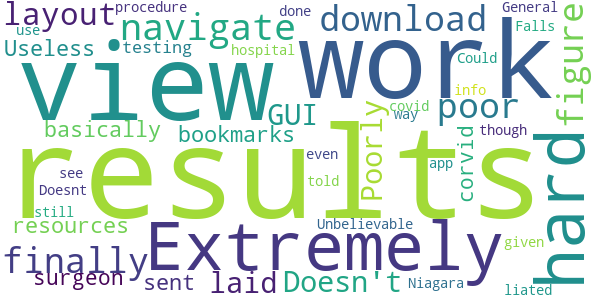 layout
use
procedure
navigate
done
download
General
Falls
figure
Useless
testing
hospital
view
work
Could
info
GUI
poor
covid
way
basically
bookmarks
Poorly
corvid
though
hard
results
even
app
see
Doesnt
told
still
resources
Extremely
Unbelievable
given
finally
surgeon
sent
laid
Doesn't
Niagara
liated